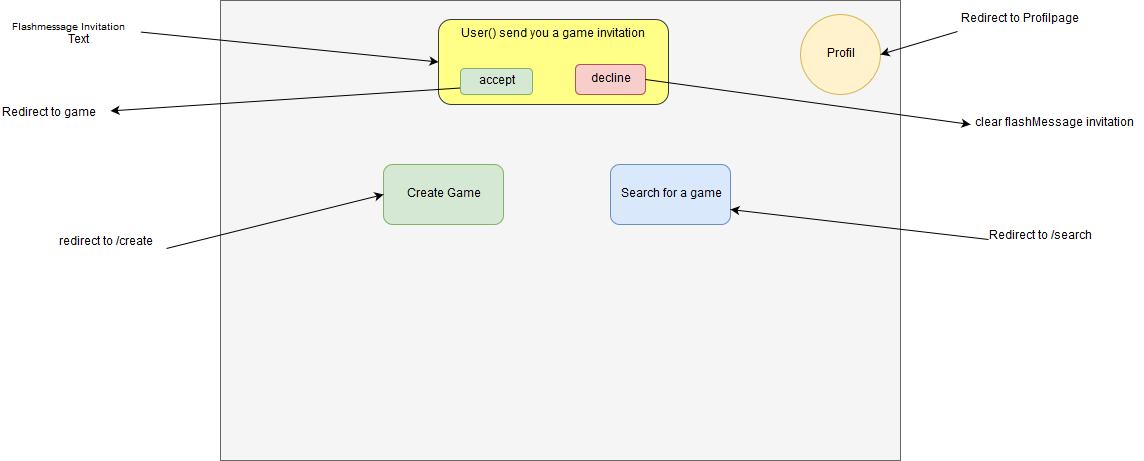 Flashmessage Invitation
Text
User() send you a game invitation
Redirect to Profilpage
Profil
accept
decline
Redirect to game
clear flashMessage invitation
Create Game
Search for a game
redirect to /create
Redirect to /search